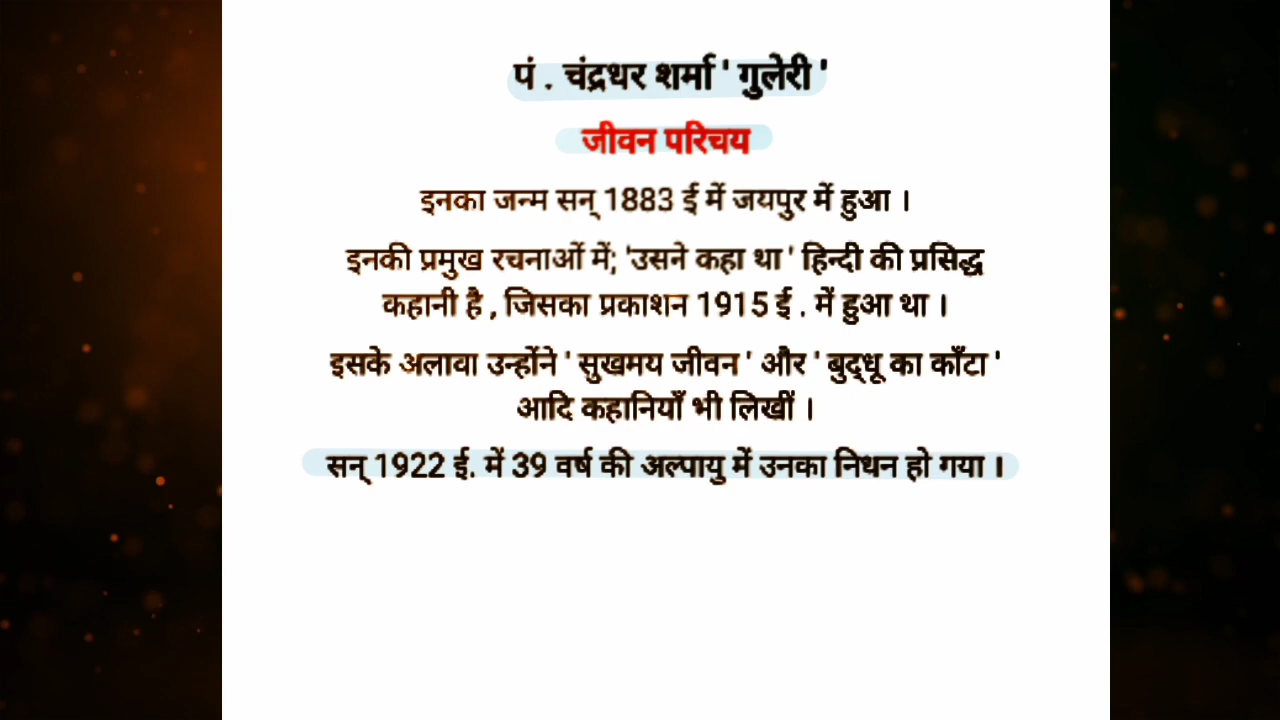 पं . चंद्रधर शर्मा ' गुलेरी '
जीवन परिचय
इनका जन्म सन् 1883 ई में जयपुर में हुआ ।
इनकी प्रमुख रचनाओं में; 'उसने कहा था ' हिन्दी की प्रसिद्ध
कहानी है , जिसका प्रकाशन 1915 ई . में हुआ था ।
इसके अलावा उन्होंने ' सुखमय जीवन ' और ' बुद्धू का काँटा '
आदि कहानियाँ भी लिखीं ।
सन् 1922 ई. में 39 वर्ष की अल्पायु में उनका निधन हो गया ।